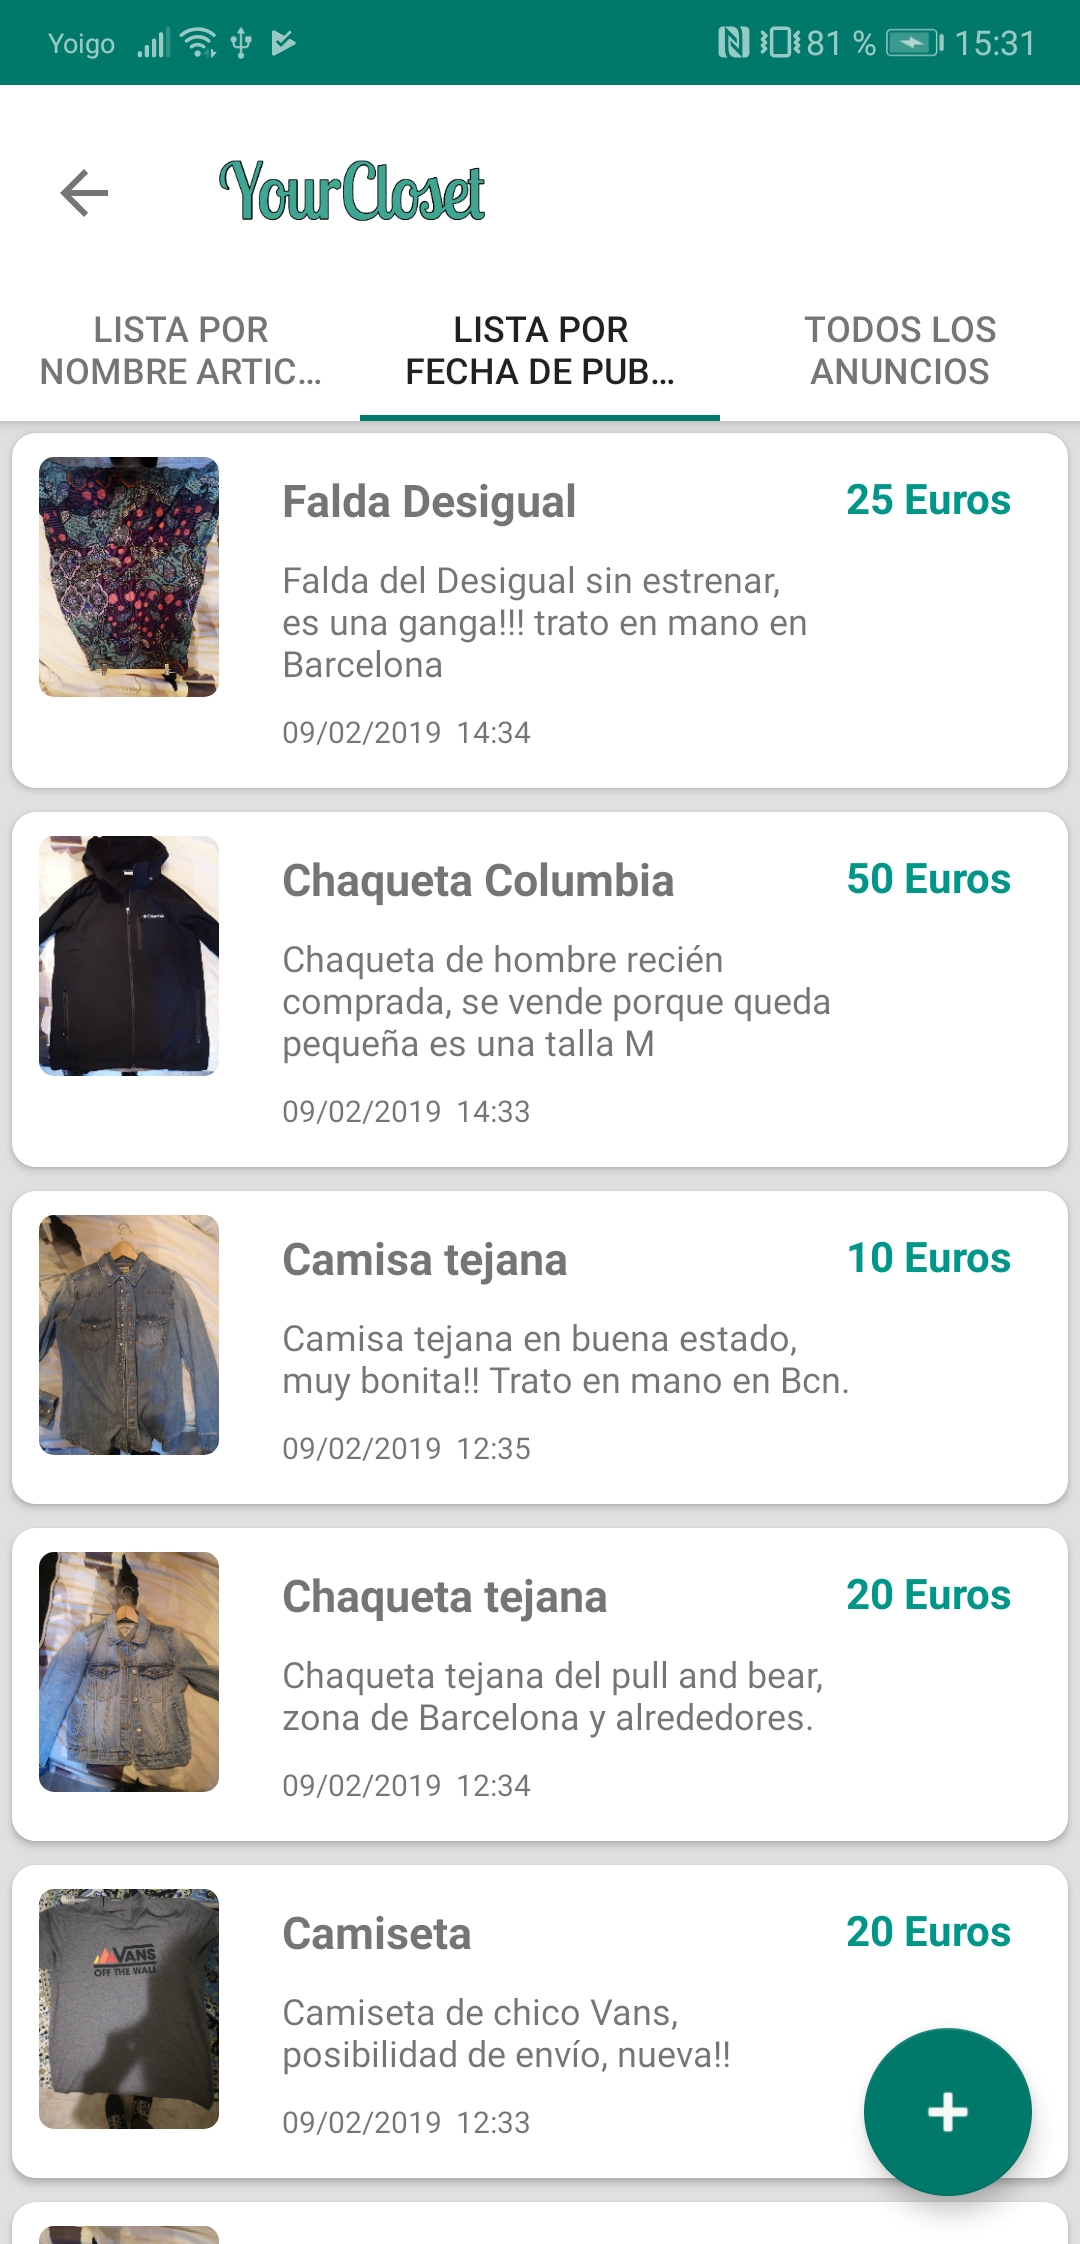 Yoigo
81 %
15:31
YourCloset
LISTA POR
NOMBRE ARTIC...
LISTA POR
FECHA DE PUB...
TODOS LOS
ANUNCIOS
Falda Desigual
25 Euros
Falda del Desigual sin estrenar,
es una ganga!!! trato en mano en
Barcelona
09/02/2019 14:34
Chaqueta Columbia
50 Euros
Chaqueta de hombre recién
comprada, se vende porque queda
pequeña es una talla M
09/02/2019 14:33
Columbia
Camisa tejana
10 Euros
Camisa tejana en buena estado,
muy bonita!! Trato en mano en Bcn.
09/02/2019 12:35
Chaqueta tejana
20 Euros
Chaqueta tejana del pull and bear,
zona de Barcelona y alrededores.
09/02/2019 12:34
VANS
OFF THE WALL
Camiseta
20 Euros
Camiseta de chico Vans,
posibilidad de envío, nueva!!
09/02/2019 12:33